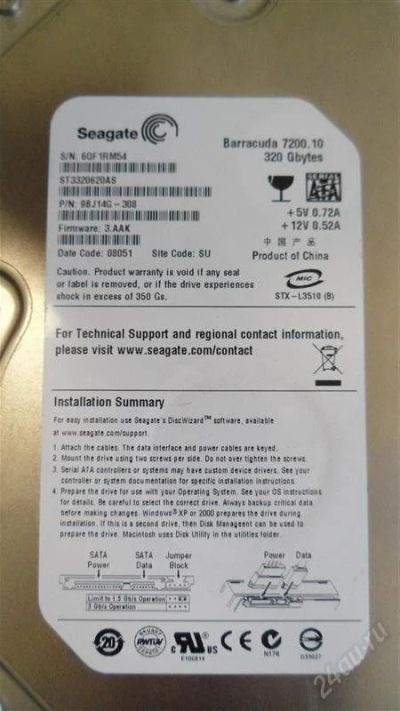 Seagate
Barracuda 7200.10
320 Gbytes
S/N: 6QF1RM54
ST3320620AS
P/N: 9BJ14G-308
Firmware: 3.AAK
Date Code: 08051 Site Code: SU
SERIAL
ATA
+5V 0.72A
+12V 0.52A
中国产品
Product of China
Caution. Product warranty is void if any seal
or label is removed, or if the drive experiences
shock in excess of 350 Gs.
MIC
STX-L3510 (B)
For Technical Support and regional contact information,
please visit www.seagate.com/contact
Installation Summary
For easy installation use Seagate's DiscWizard™ software, available
at www.seagate.com/support.
1. Attach the cables. The data interface and power cables are keyed.
2. Mount the drive using two screws per side. Do not over tighten the screws.
3. Serial ATA controllers or systems may have custom device drivers. See your
controller or system documentation for specific installation instructions.
4. Prepare the drive for use with your Operating System. See your OS instructions
for details. Be careful to select the correct drive. Always backup critical data
before making changes. Windows® XP or 2000 prepares the drive during
installation. If this is a second drive, then Disk Manageent can be used to
prepare the drive. Macintosh uses Disk Utility in the utilities folder.
SATA Power
SATA Data
Jumper Block
Power Data
Limit to 1.5 Gb/s Operation
3 Gb/s Operation
20
c UL US
E106814
CE
N176
D33027
24au.ru